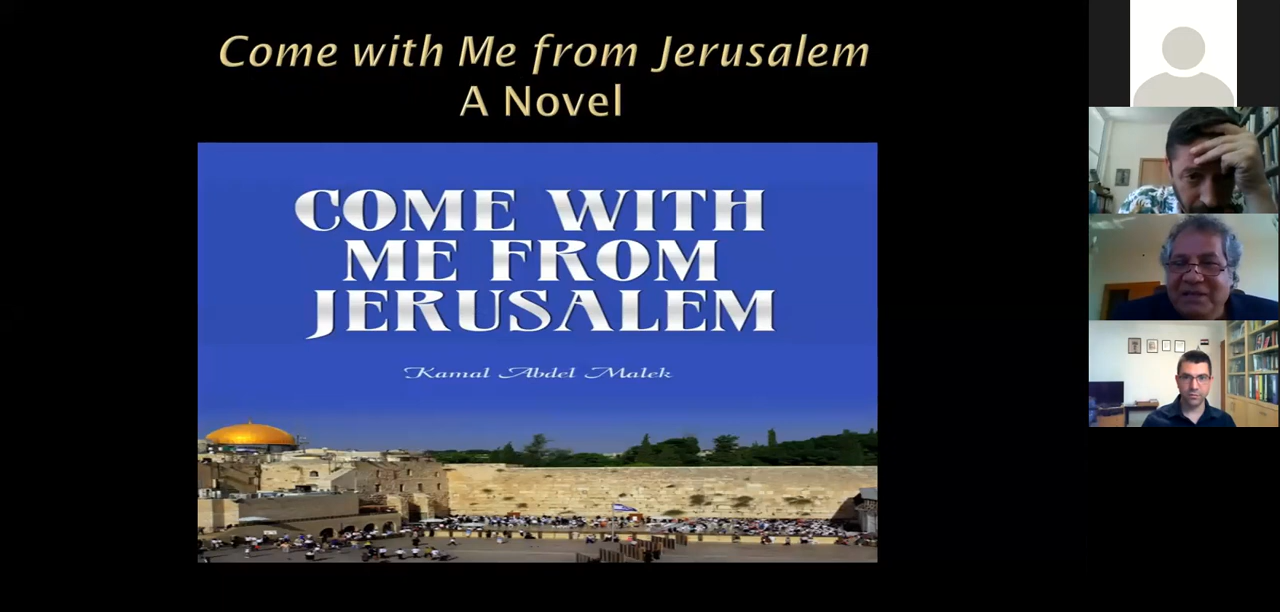 Come with Me from Jerusalem
A Novel
COME WITH
ME FROM
JERUSALEM
Kamal Abdel Malek